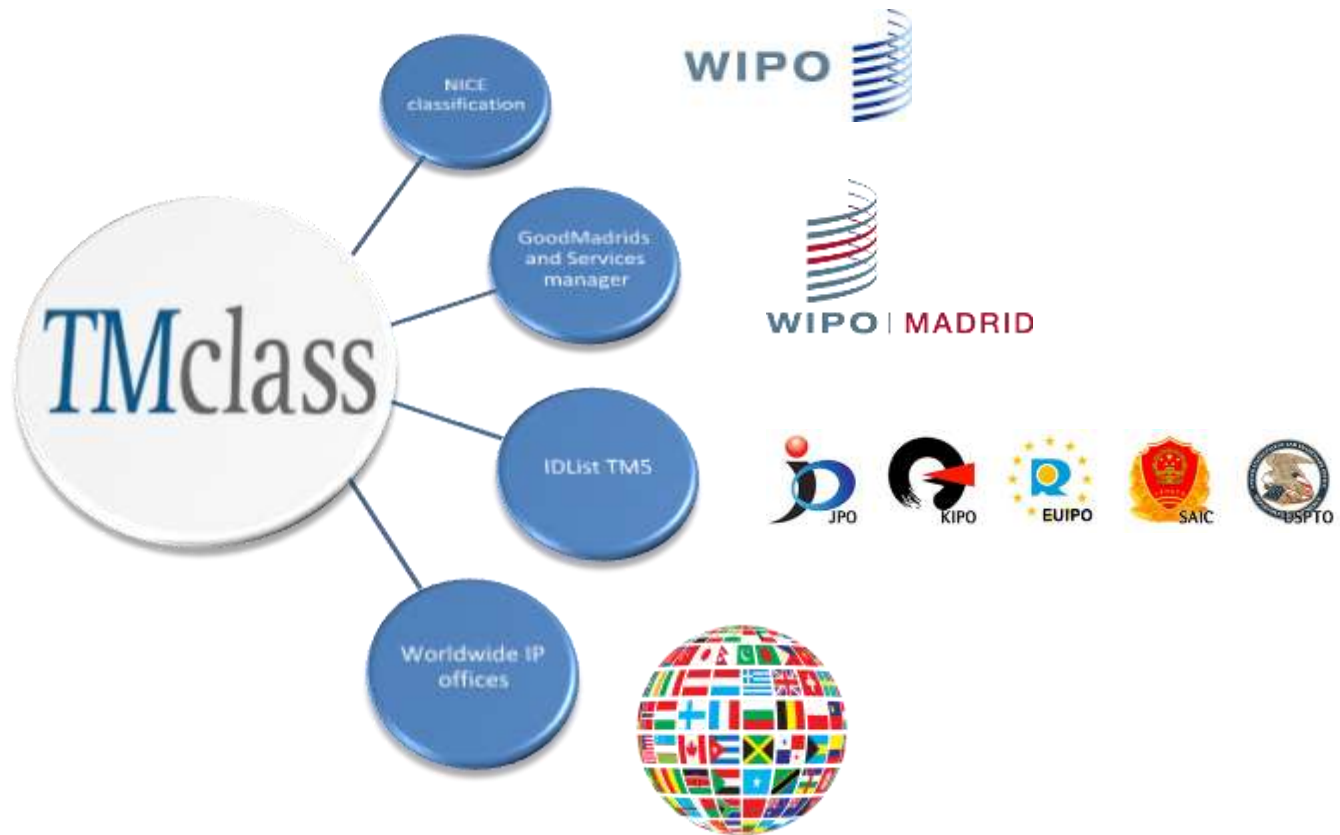 NICE
classification
WIPO
GoodMadrids
and Services
manager
WIPO | MADRID
TMclass
IDList TM5
JPO
KIPO
EUIPO
SAIC
USPTO
Worldwide IP
offices